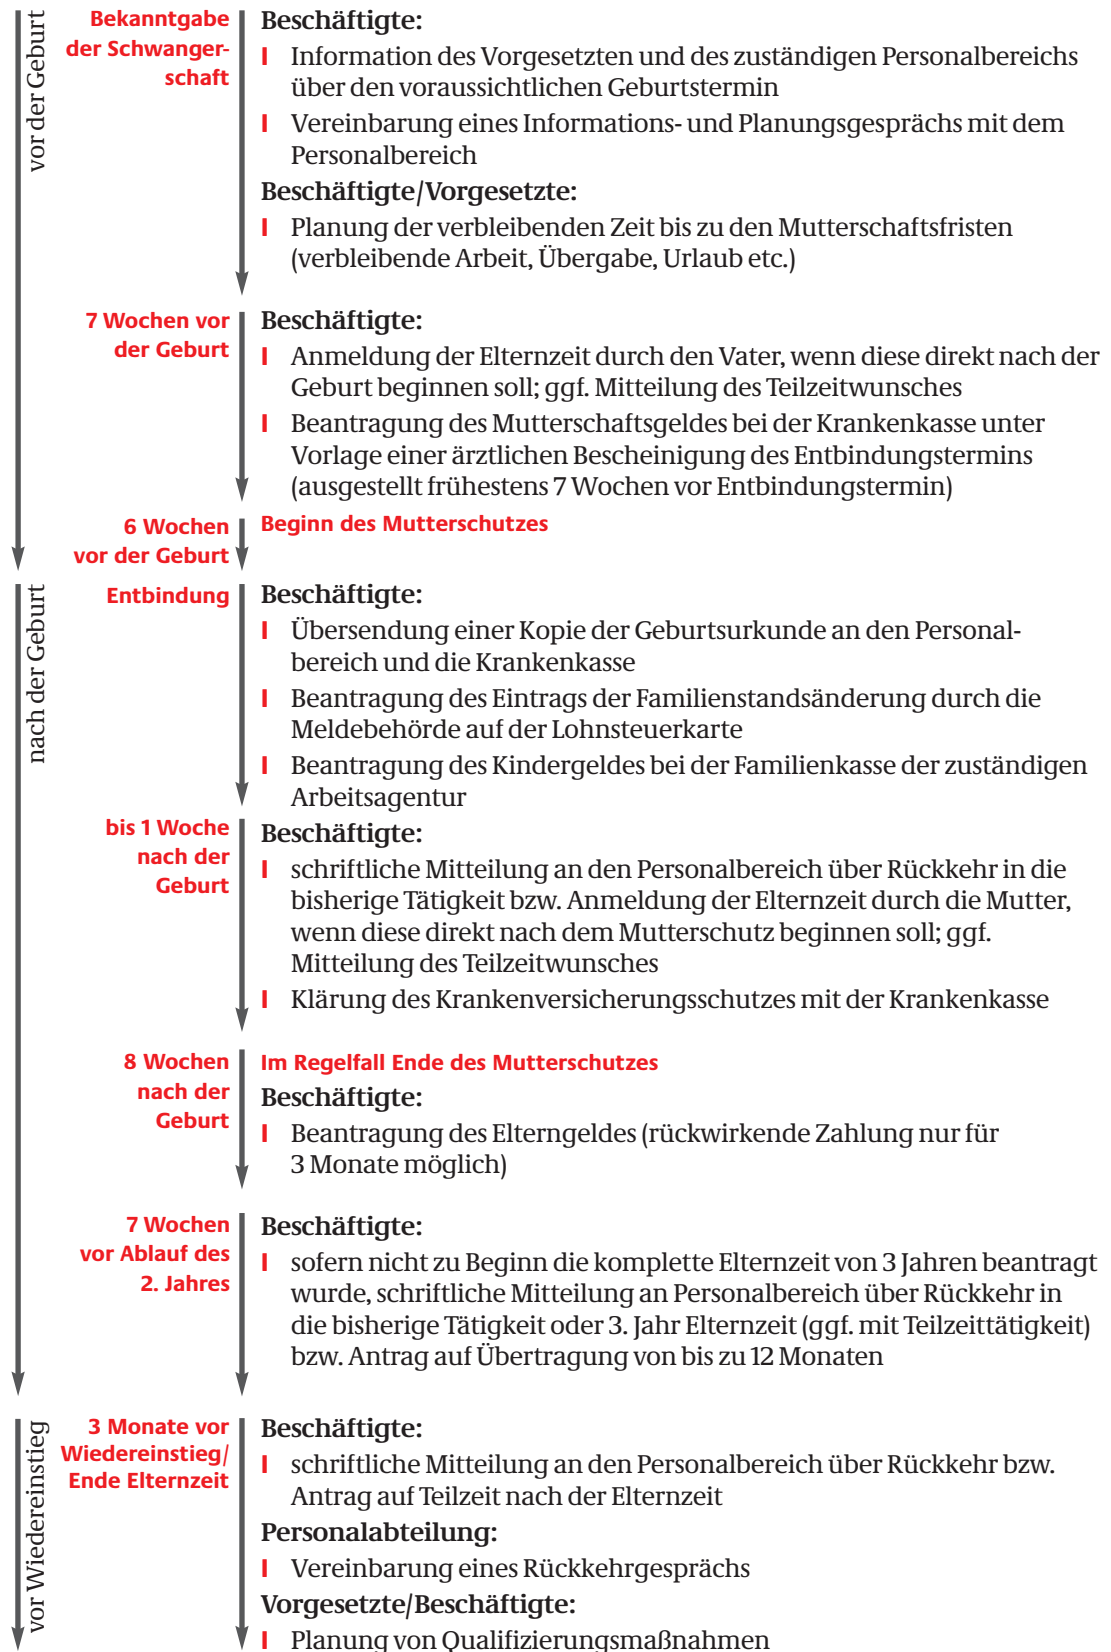 vor der Geburt
Bekanntgabe
der Schwanger-
schaft
Beschäftigte:
Information des Vorgesetzten und des zuständigen Personalbereichs
über den voraussichtlichen Geburtstermin
Vereinbarung eines Informations- und Planungsgesprächs mit dem
Personalbereich
Beschäftigte/Vorgesetzte:
Planung der verbleibenden Zeit bis zu den Mutterschaftsfristen
(verbleibende Arbeit, Übergabe, Urlaub etc.)
7 Wochen vor
der Geburt
Beschäftigte:
Anmeldung der Elternzeit durch den Vater, wenn diese direkt nach der
Geburt beginnen soll; ggf. Mitteilung des Teilzeitwunsches
Beantragung des Mutterschaftsgeldes bei der Krankenkasse unter
Vorlage einer ärztlichen Bescheinigung des Entbindungstermins
(ausgestellt frühestens 7 Wochen vor Entbindungstermin)
6 Wochen
vor der Geburt
Beginn des Mutterschutzes
nach der Geburt
Entbindung
Beschäftigte:
Übersendung einer Kopie der Geburtsurkunde an den Personal-
bereich und die Krankenkasse
Beantragung des Eintrags der Familienstandsänderung durch die
Meldebehörde auf der Lohnsteuerkarte
Beantragung des Kindergeldes bei der Familienkasse der zuständigen
Arbeitsagentur
bis 1 Woche
nach der
Geburt
Beschäftigte:
schriftliche Mitteilung an den Personalbereich über Rückkehr in die
bisherige Tätigkeit bzw. Anmeldung der Elternzeit durch die Mutter,
wenn diese direkt nach dem Mutterschutz beginnen soll; ggf.
Mitteilung des Teilzeitwunsches
Klärung des Krankenversicherungsschutzes mit der Krankenkasse
8 Wochen
nach der
Geburt
Im Regelfall Ende des Mutterschutzes
Beschäftigte:
Beantragung des Elterngeldes (rückwirkende Zahlung nur für
3 Monate möglich)
7 Wochen
vor Ablauf des
2. Jahres
Beschäftigte:
sofern nicht zu Beginn die komplette Elternzeit von 3 Jahren beantragt
wurde, schriftliche Mitteilung an Personalbereich über Rückkehr in
die bisherige Tätigkeit oder 3. Jahr Elternzeit (ggf. mit Teilzeittätigkeit)
bzw. Antrag auf Übertragung von bis zu 12 Monaten
vor Wiedereinstieg
3 Monate vor
Wiedereinstieg/
Ende Elternzeit
Beschäftigte:
schriftliche Mitteilung an den Personalbereich über Rückkehr bzw.
Antrag auf Teilzeit nach der Elternzeit
Personalabteilung:
Vereinbarung eines Rückkehrgesprächs
Vorgesetzte/Beschäftigte:
Planung von Qualifizierungsmaßnahmen